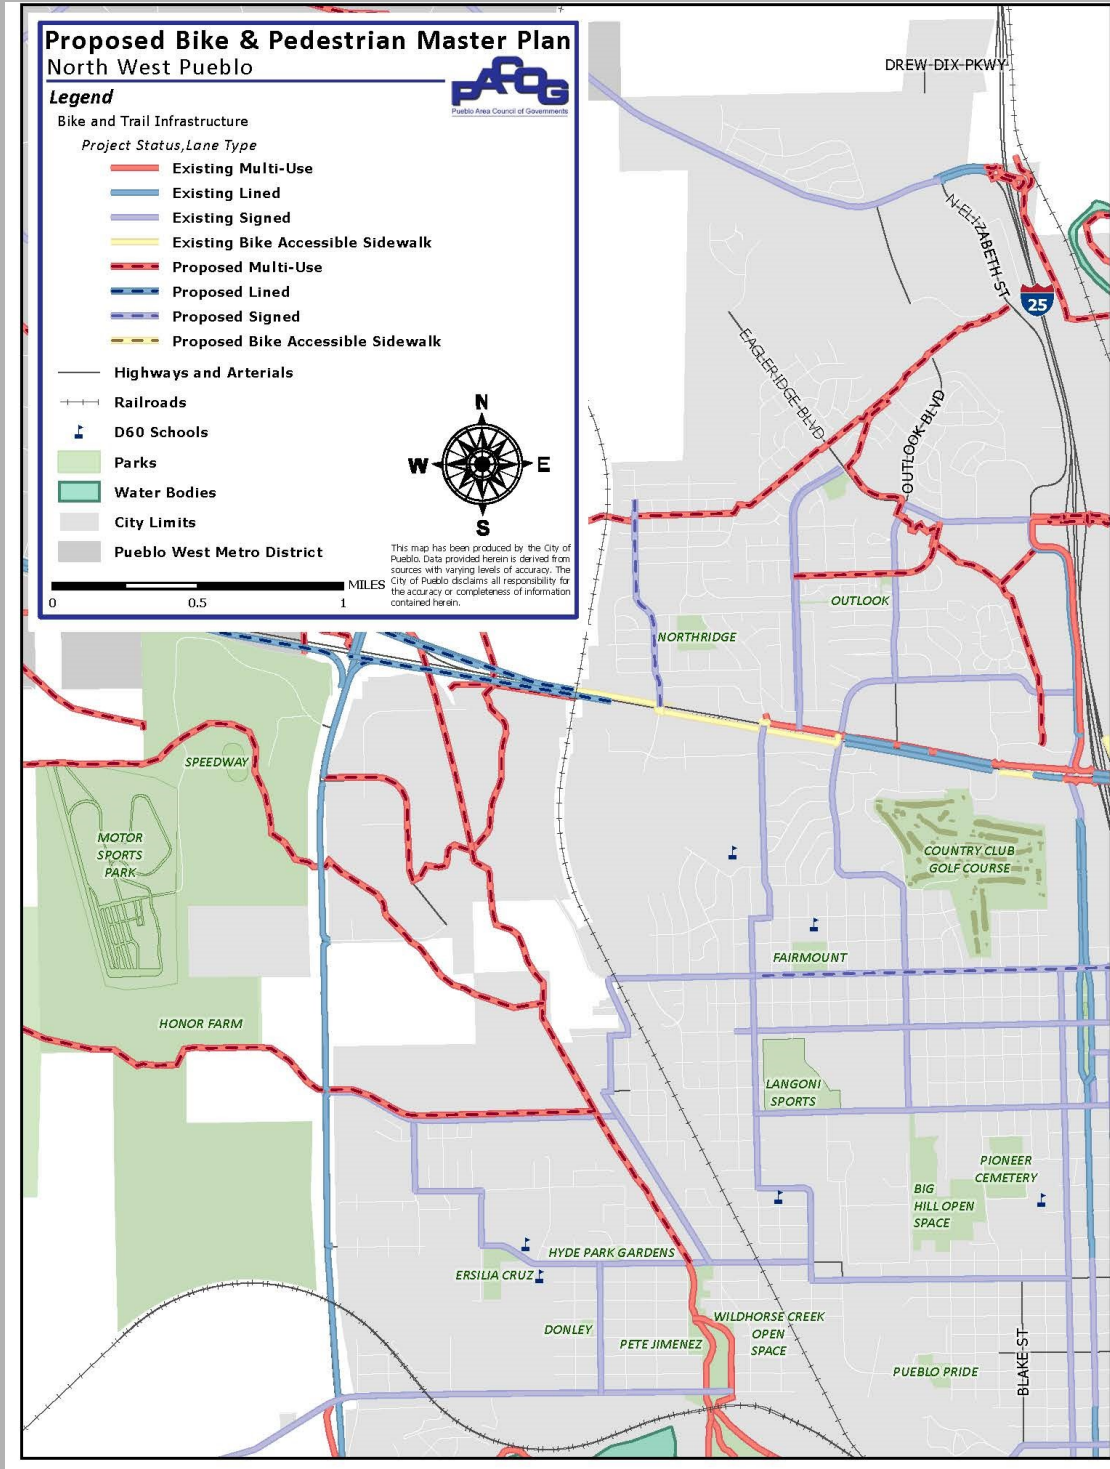 Proposed Bike & Pedestrian Master Plan
North West Pueblo
PACOG
Pueblo Area Council of Governments
Legend
Bike and Trail Infrastructure
Project Status,Lane Type
Existing Multi-Use
Existing Lined
Existing Signed
Existing Bike Accessible Sidewalk
Proposed Multi-Use
Proposed Lined
Proposed Signed
Proposed Bike Accessible Sidewalk
Highways and Arterials
Railroads
D60 Schools
Parks
Water Bodies
City Limits
Pueblo West Metro District
N
W
E
S
This map has been produced by the City of
Pueblo. Data provided herein is derived from
sources with varying levels of accuracy. The
City of Pueblo disclaims all responsibility for
the accuracy or completeness of information
contained herein.
MILES
0
0.5
1
DREW DIX PKWY
N ELIZABETH ST
25
EAGLERIDGE BLVD
OUTLOOK BLVD
OUTLOOK
NORTHRIDGE
SPEEDWAY
MOTOR
SPORTS
PARK
COUNTRY CLUB
GOLF COURSE
FAIRMOUNT
HONOR FARM
LANGONI
SPORTS
PIONEER
CEMETERY
BIG
HILL OPEN
SPACE
HYDE PARK GARDENS
ERSILIA CRUZ
DONLEY
PETE JIMENEZ
WILDHORSE CREEK
OPEN
SPACE
PUEBLO PRIDE
BLAKE ST